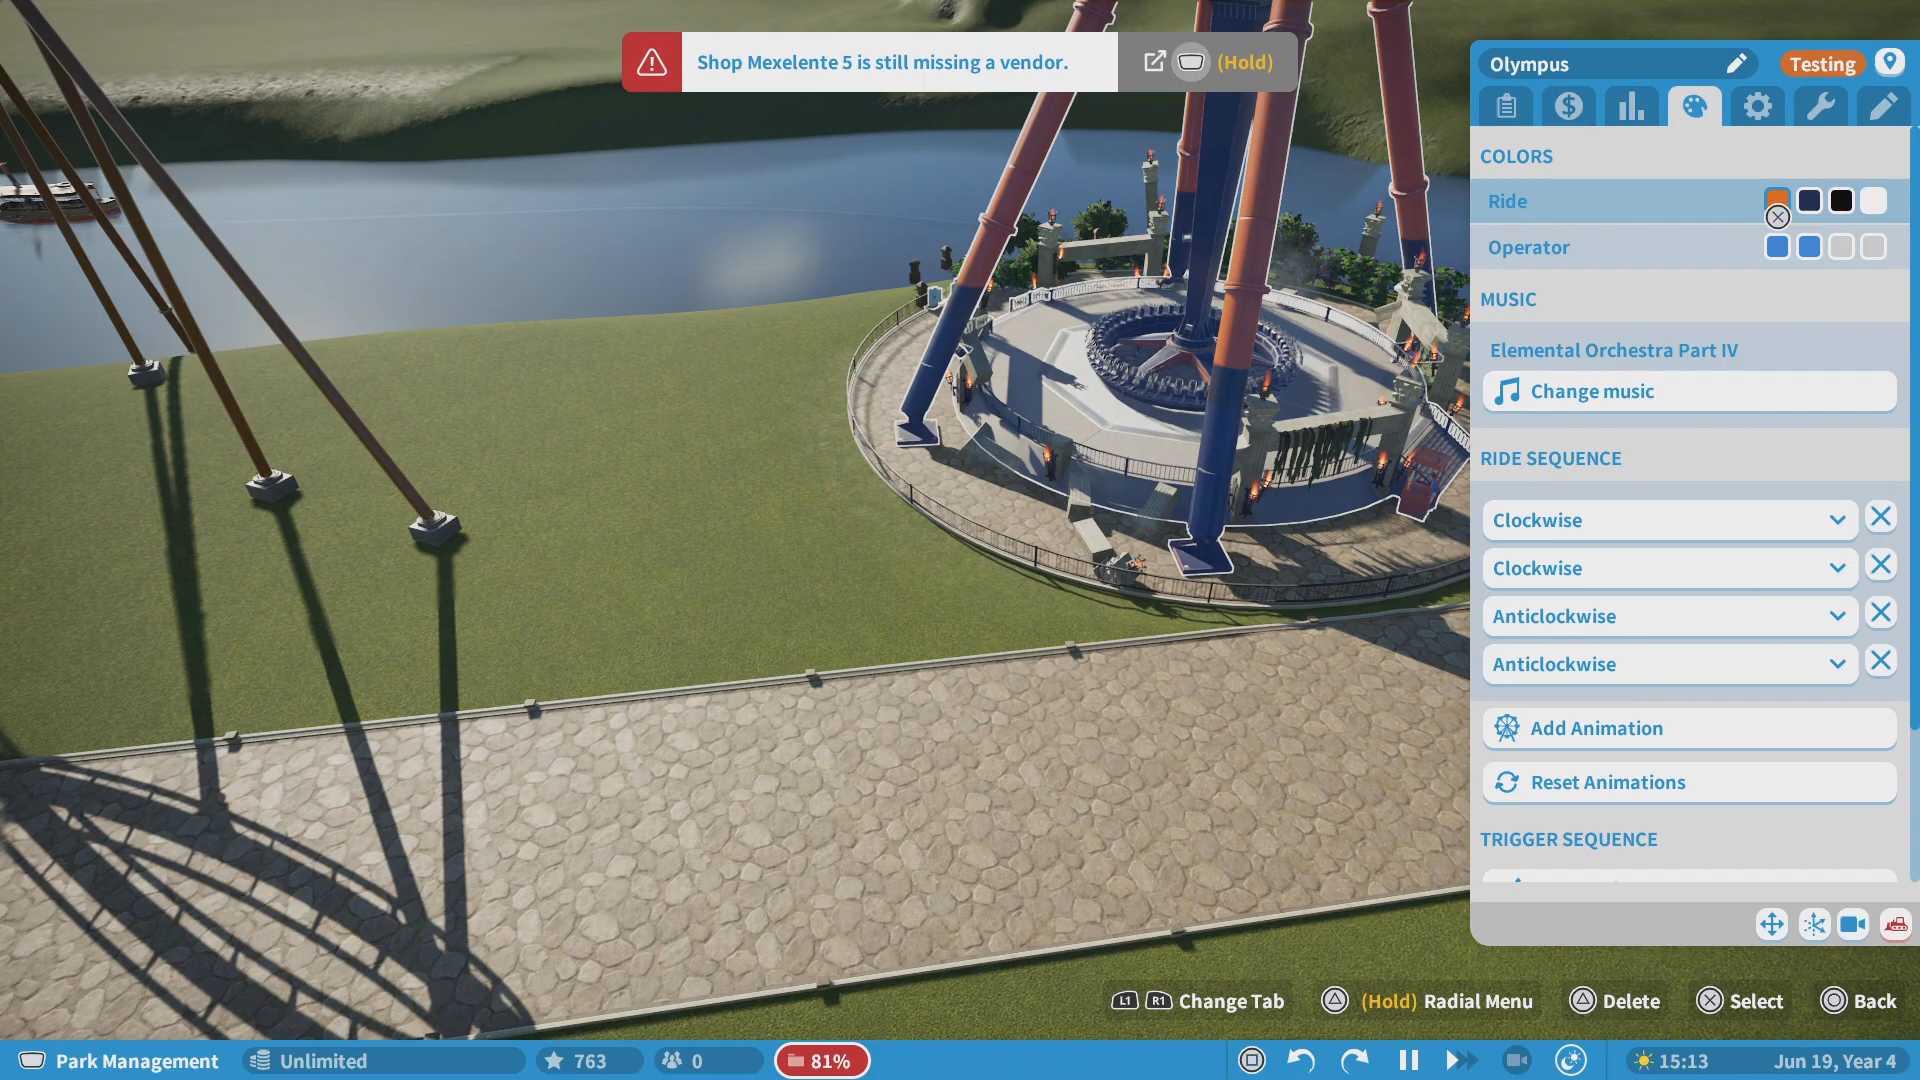 Shop Mexelente 5 is still missing a vendor.
(Hold)
Olympus
Testing
COLORS
Ride
Operator
MUSIC
Elemental Orchestra Part IV
Change music
RIDE SEQUENCE
Clockwise
Clockwise
Anticlockwise
Anticlockwise
Add Animation
Reset Animations
TRIGGER SEQUENCE
L1 R1 Change Tab
(Hold) Radial Menu
Delete
Select
Back
Park Management
Unlimited
763
0
81%
15:13
Jun 19, Year 4